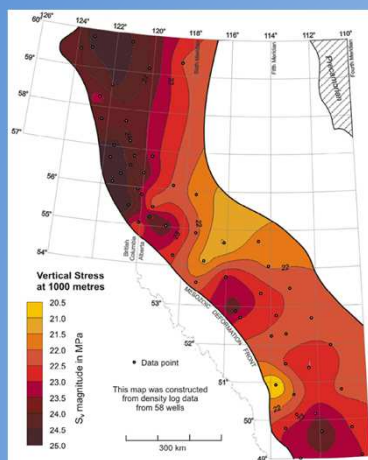 126°
124°
122°
120°
118°
116°
114°
112°
110°
60°
59°
58°
57°
56°
55°
54°
53°
52°
51°
50°
49°
Sixth Meridian
Fifth Meridian
Fourth Meridian
Precambrian
British
Columbia
Alberta
22
22
MESOZOIC DEFORMATION FRONT
Vertical Stress
at 1000 metres
20.5
21.0
21.5
22.0
22.5
23.0
23.5
24.0
24.5
25.0
Sv magnitude in MPa
Data point
This map was constructed
from density log data
from 58 wells
300 km